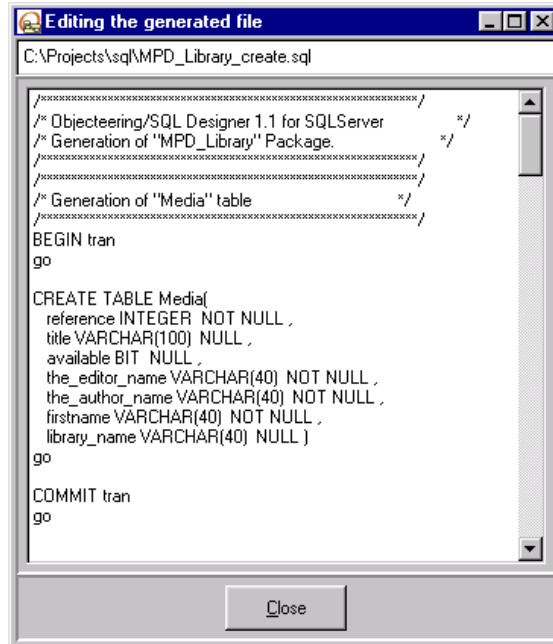 Editing the generated file
C:\Projects\sql\MPD_Library_create.sql
/************************************************************/
/* Objecteering/SQL Designer 1.1 for SQLServer */
/* Generation of "MPD_Library" Package. */
/************************************************************/
/************************************************************/
/* Generation of "Media" table */
/************************************************************/
BEGIN tran
go
CREATE TABLE Media(
reference INTEGER NOT NULL ,
title VARCHAR(100) NULL ,
available BIT NULL ,
the_editor_name VARCHAR(40) NOT NULL ,
the_author_name VARCHAR(40) NOT NULL ,
firstname VARCHAR(40) NOT NULL ,
library_name VARCHAR(40) NULL )
go
COMMIT tran
go
Close